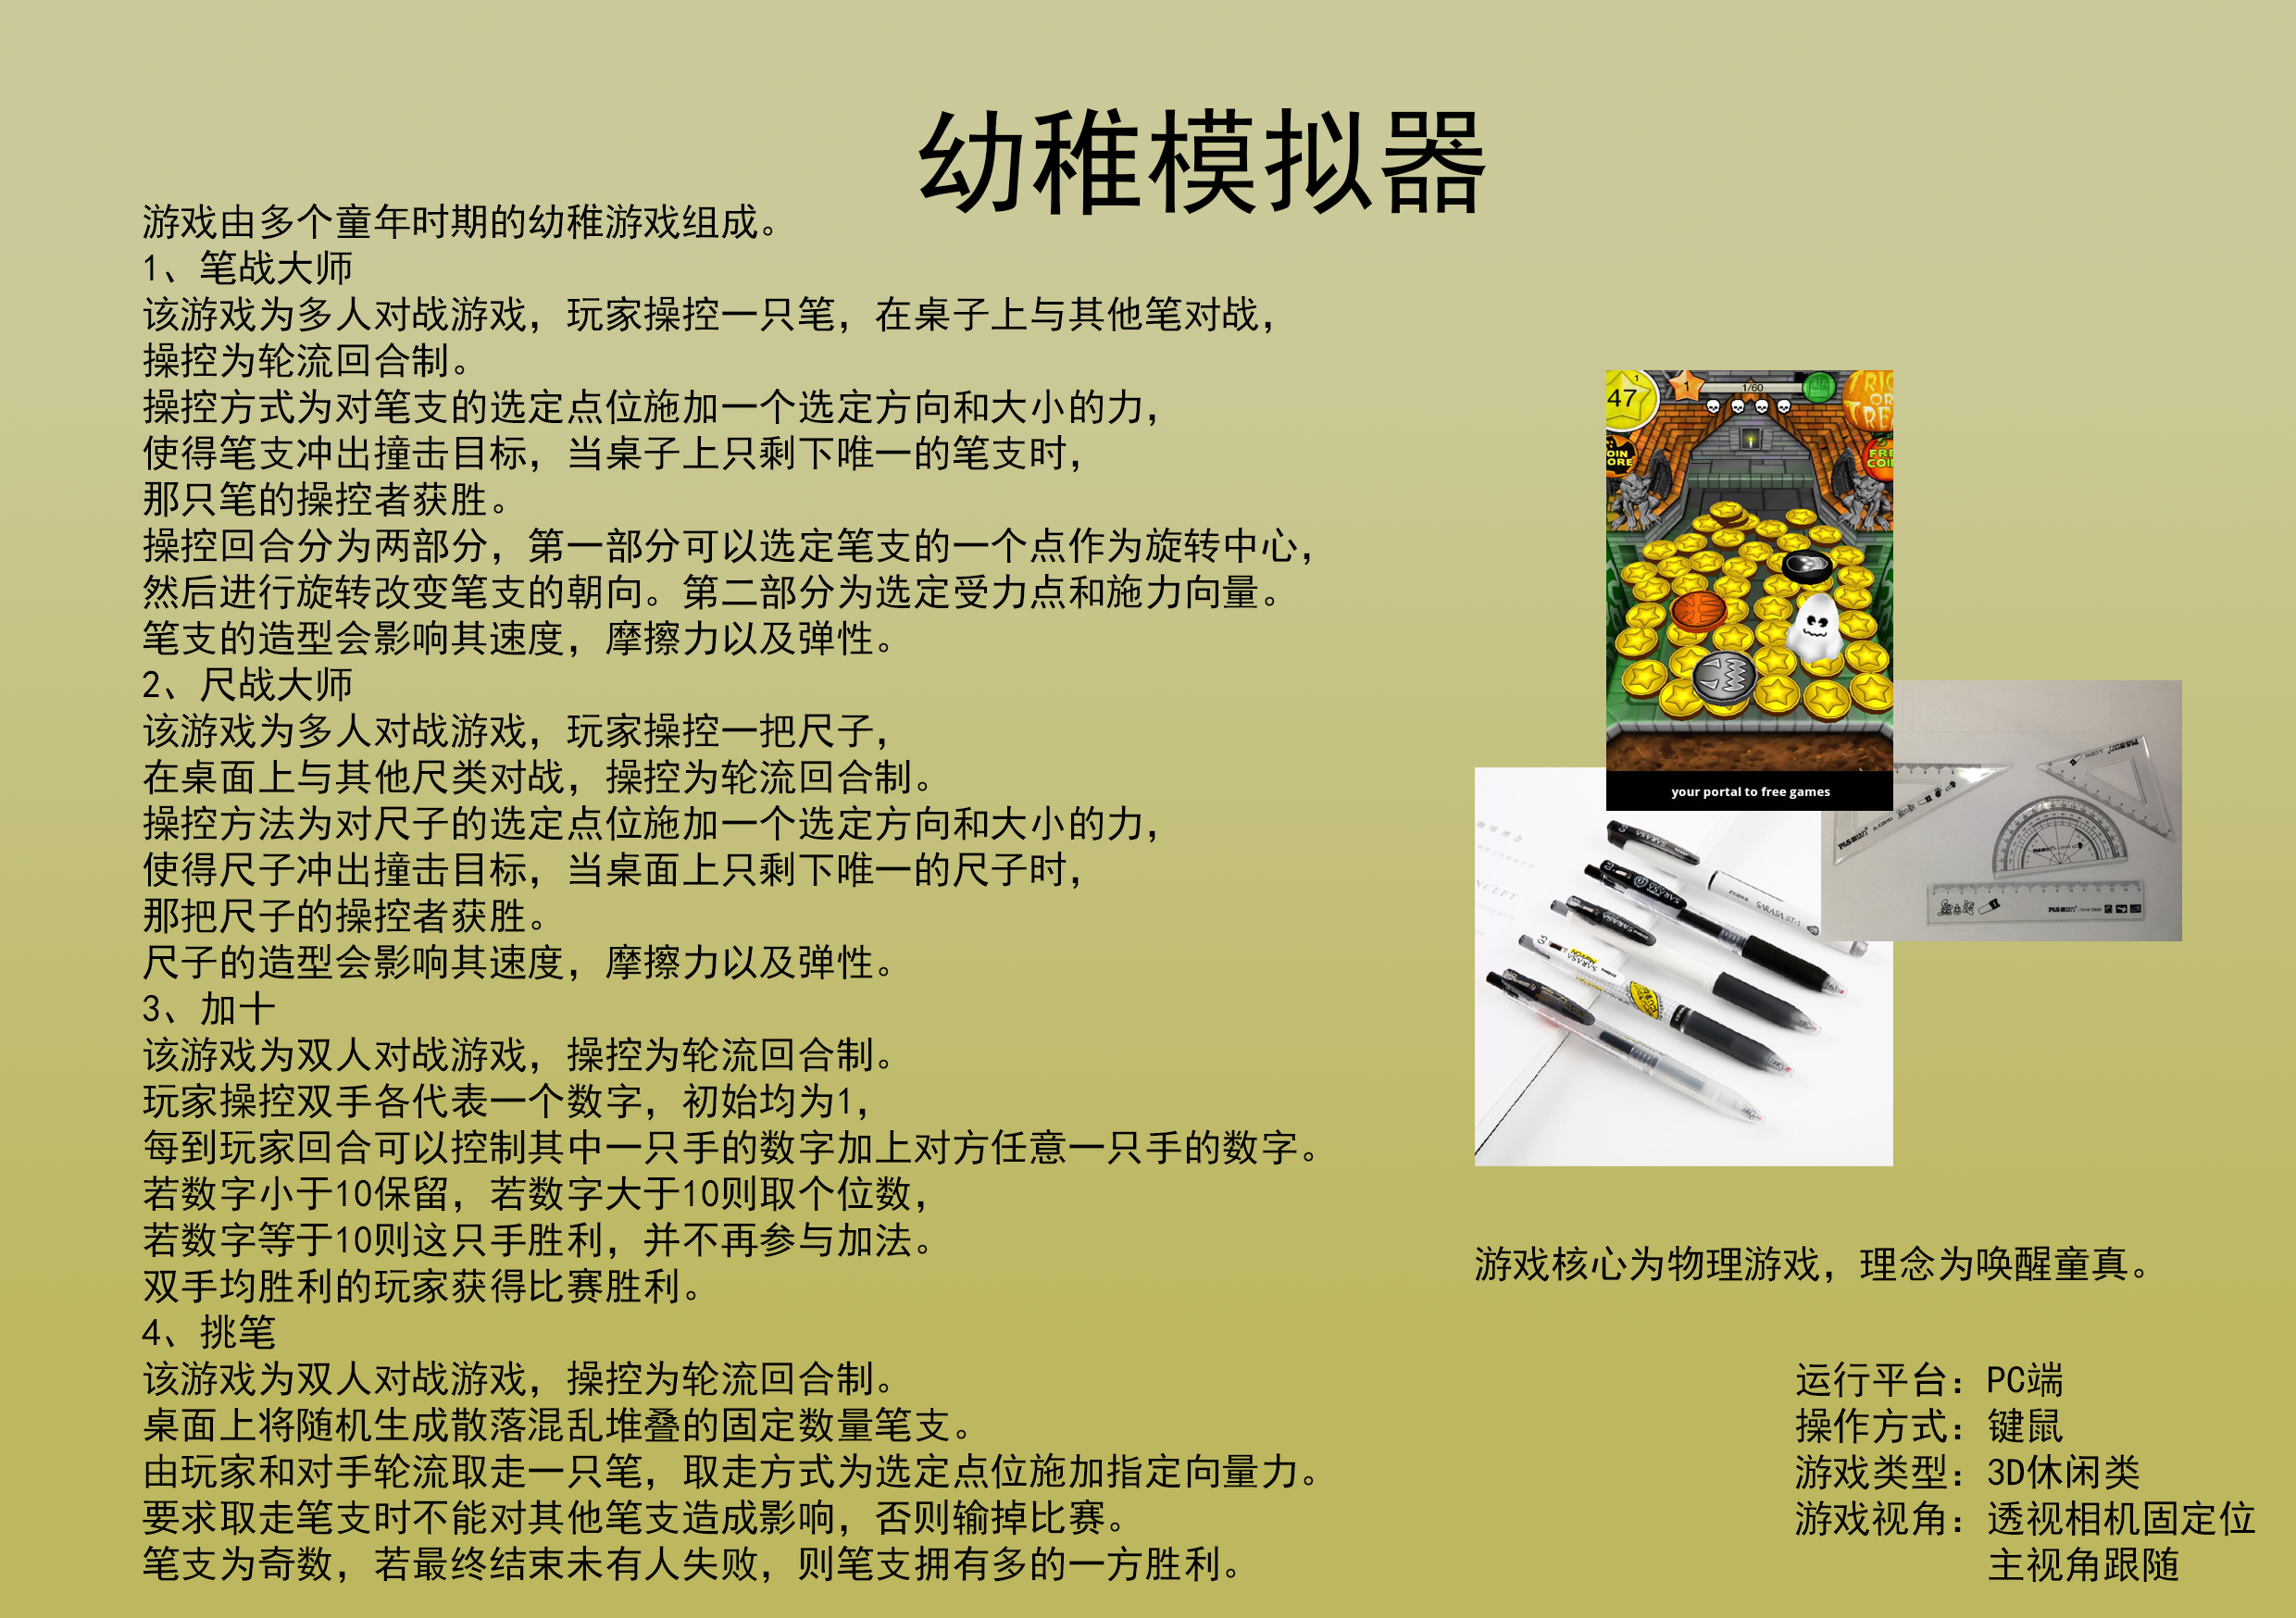 幼稚模拟器
游戏由多个童年时期的幼稚游戏组成。
1、笔战大师
该游戏为多人对战游戏，玩家操控一只笔，在桌子上与其他笔对战，
操控为轮流回合制。
操控方式为对笔支的选定点位施加一个选定方向和大小的力，
使得笔支冲出撞击目标，当桌子上只剩下唯一的笔支时，
那只笔的操控者获胜。
操控回合分为两部分，第一部分可以选定笔支的一个点作为旋转中心，
然后进行旋转改变笔支的朝向。第二部分为选定受力点和施力向量。
笔支的造型会影响其速度，摩擦力以及弹性。
2、尺战大师
该游戏为多人对战游戏，玩家操控一把尺子，
在桌面上与其他尺类对战，操控为轮流回合制。
操控方法为对尺子的选定点位施加一个选定方向和大小的力，
使得尺子冲出撞击目标，当桌面上只剩下唯一的尺子时，
那把尺子的操控者获胜。
尺子的造型会影响其速度，摩擦力以及弹性。
3、加十
该游戏为双人对战游戏，操控为轮流回合制。
玩家操控双手各代表一个数字，初始均为1，
每到玩家回合可以控制其中一只手的数字加上对方任意一只手的数字。
若数字小于10保留，若数字大于10则取个位数，
若数字等于10则这只手胜利，并不再参与加法。
双手均胜利的玩家获得比赛胜利。
4、挑笔
该游戏为双人对战游戏，操控为轮流回合制。
桌面上将随机生成散落混乱堆叠的固定数量笔支。
由玩家和对手轮流取走一只笔，取走方式为选定点位施加指定向量力。
要求取走笔支时不能对其他笔支造成影响，否则输掉比赛。
笔支为奇数，若最终结束未有人失败，则笔支拥有多的一方胜利。
47
1
1
1/60
TRIC
OR
TRE
OIN
ORE
FRE
COI
your portal to free games
SARASA
SARASA
ZEBRA SARASA
NCEPT
游戏核心为物理游戏，理念为唤醒童真。
运行平台：PC端
操作方式：键鼠
游戏类型：3D休闲类
游戏视角：透视相机固定位
主视角跟随